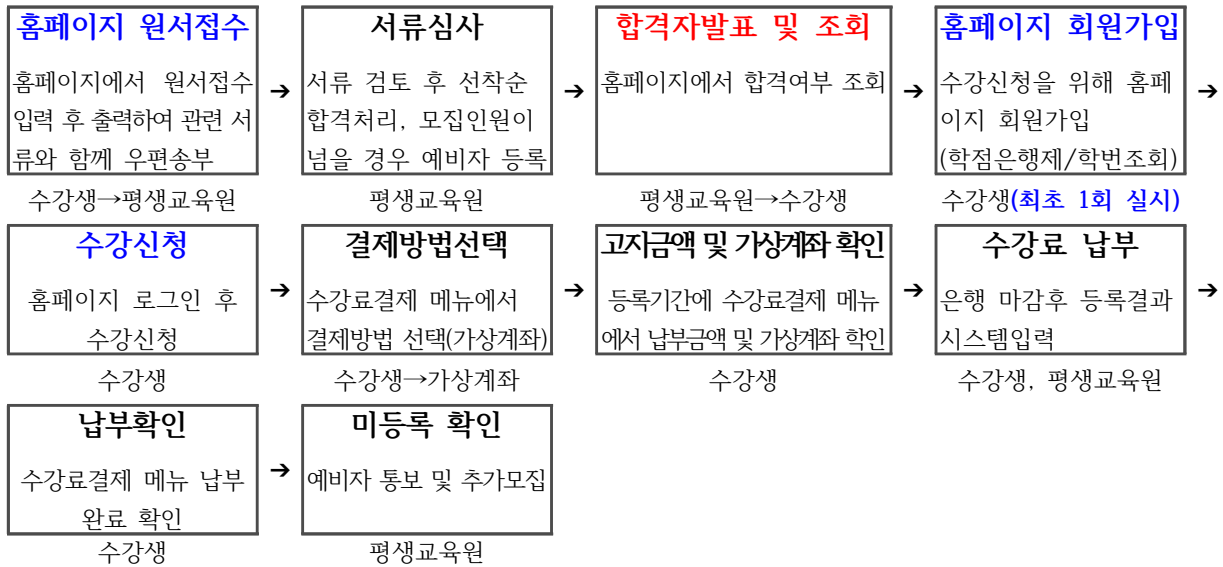 홈페이지 원서접수
홈페이지에서 원서접수
입력 후 출력하여 관련 서
류와 함께 우편송부
수강생→평생교육원
➔
서류심사
서류 검토 후 선착순
합격처리, 모집인원이
넘을 경우 예비자 등록
평생교육원
➔
합격자발표 및 조회
홈페이지에서 합격여부 조회
평생교육원→수강생
➔
홈페이지 회원가입
수강신청을 위해 홈페
이지 회원가입
(학점은행제/학번조회)
수강생(최초 1회 실시)
➔
수강신청
홈페이지 로그인 후
수강신청
수강생
➔
결제방법선택
수강료결제 메뉴에서
결제방법 선택(가상계좌)
수강생→가상계좌
➔
고지금액 및 가상계좌 확인
등록기간에 수강료결제 메뉴
에서 납부금액 및 가상계좌 학인
수강생
➔
수강료 납부
은행 마감후 등록결과
시스템입력
수강생, 평생교육원
➔
납부확인
수강료결제 메뉴 납부
완료 확인
수강생
➔
미등록 확인
예비자 통보 및 추가모집
평생교육원